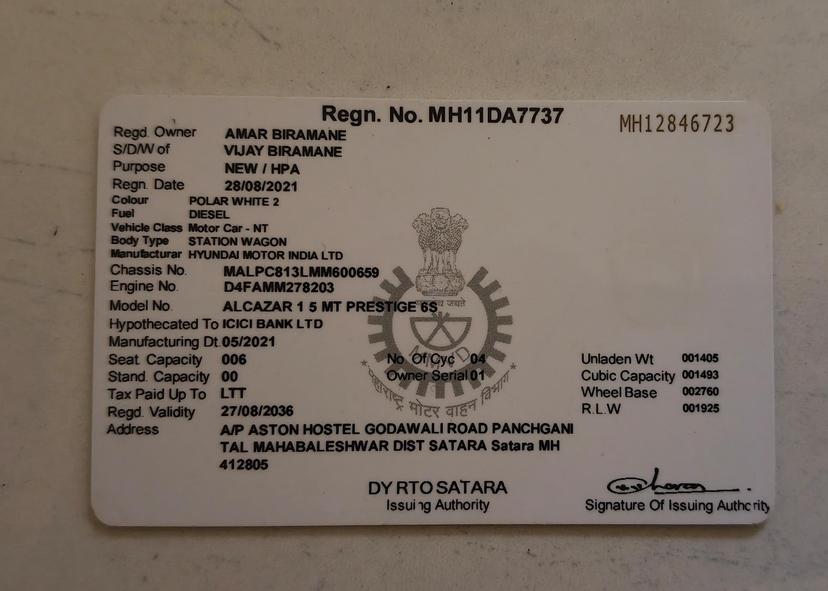 Regn. No. MH11DA7737
MH12846723
Regd. Owner AMAR BIRAMANE
S/D/W of VIJAY BIRAMANE
Purpose NEW / HPA
Regn. Date 28/08/2021
Colour POLAR WHITE 2
Fuel DIESEL
Vehicle Class Motor Car - NT
Body Type STATION WAGON
Manufacturar HYUNDAI MOTOR INDIA LTD
Chassis No. MALPC813LMM600659
Engine No. D4FAMM278203
Model No. ALCAZAR 1 5 MT PRESTIGE 6S
Hypothecated To ICICI BANK LTD
Manufacturing Dt. 05/2021
Seat. Capacity 006 No. Of Cyc 04 Unladen Wt 001405
Stand. Capacity 00 Owner Serial 01 Cubic Capacity 001493
Tax Paid Up To LTT Wheel Base 002760
Regd. Validity 27/08/2036 R.L.W 001925
महाराष्ट्र मोटर वाहन विभाग
Address A/P ASTON HOSTEL GODAWALI ROAD PANCHGANI
TAL MAHABALESHWAR DIST SATARA Satara MH
412805
DY RTO SATARA
Issuing Authority
Signature Of Issuing Authority